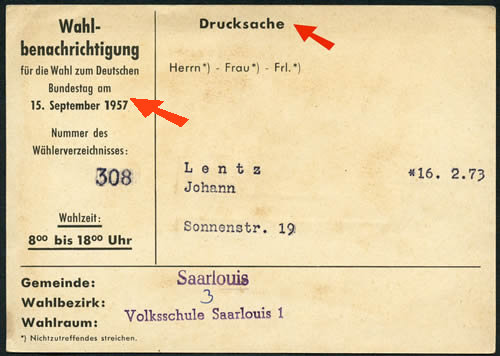 Wahl-
benachrichtigung
für die Wahl zum Deutschen
Bundestag am
15. September 1957
Nummer des
Wählerverzeichnisses:
308
Wahlzeit:
8⁰⁰ bis 18⁰⁰ Uhr
Drucksache
Herrn*) - Frau*) - Frl.*)
Lentz *16. 2.73
Johann
Sonnenstr. 19
Gemeinde: Saarlouis
Wahlbezirk: 3
Wahlraum: Volksschule Saarlouis 1
*) Nichtzutreffendes streichen.